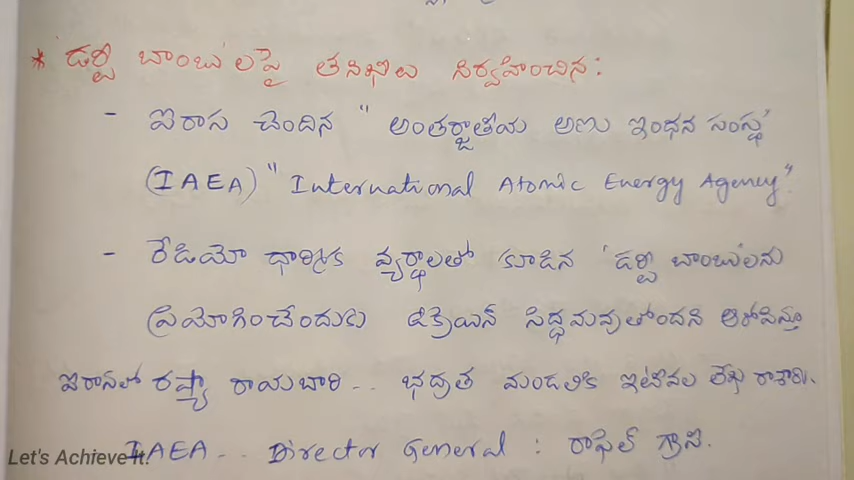 * డర్టీ బాంబు'లపై తనిఖీలు నిర్వహించిన:
- ఐరాస చెందిన " అంతర్జాతీయ అణు ఇంధన సంస్థ'
(IAEA)" International Atomic Energy Agency".
- రేడియో ధార్మిక వ్యర్థాలతో కూడిన 'డర్టీ బాంబు'లను
ప్రయోగించేందుకు ఉక్రెయిన్ సిద్ధమవుతోందని ఆరోపిస్తూ
ఐరాసలో రష్యా రాయబారి.. భద్రత మండలికి ఇటీవల లేఖ రాశారు.
IAEA .. Director General : రాఫెల్ గ్రాసి.
Let's Achieve it!